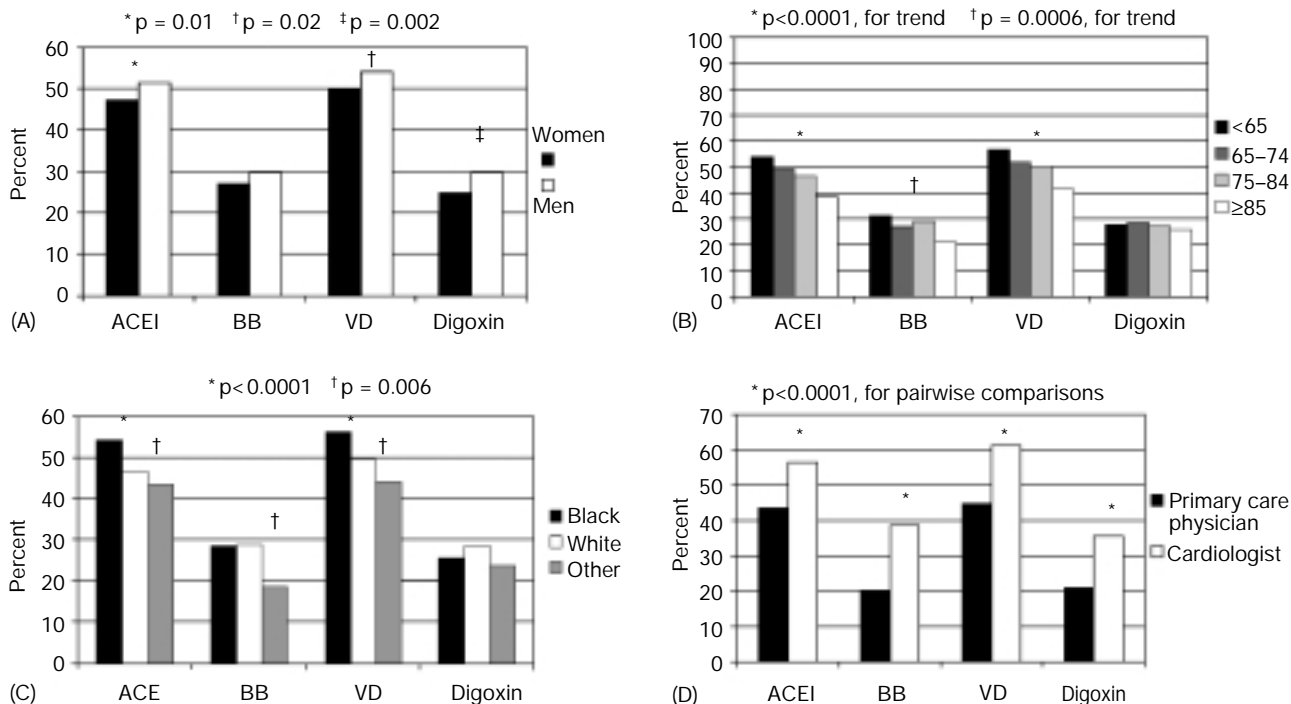 *p = 0.01 †p = 0.02 ‡p = 0.002
60
50
40
30
20
10
0
Percent
*
†
‡
Women
Men
ACEI BB VD Digoxin
(A)
*p<0.0001, for trend †p = 0.0006, for trend
100
90
80
70
60
50
40
30
20
10
0
Percent
*
†
*
<65
65–74
75–84
≥85
ACEI BB VD Digoxin
(B)
*p<0.0001 †p = 0.006
60
50
40
30
20
10
0
Percent
*
†
†
*
†
Black
White
Other
ACE BB VD Digoxin
(C)
*p<0.0001, for pairwise comparisons
70
60
50
40
30
20
10
0
Percent
*
*
*
*
Primary care
physician
Cardiologist
ACEI BB VD Digoxin
(D)